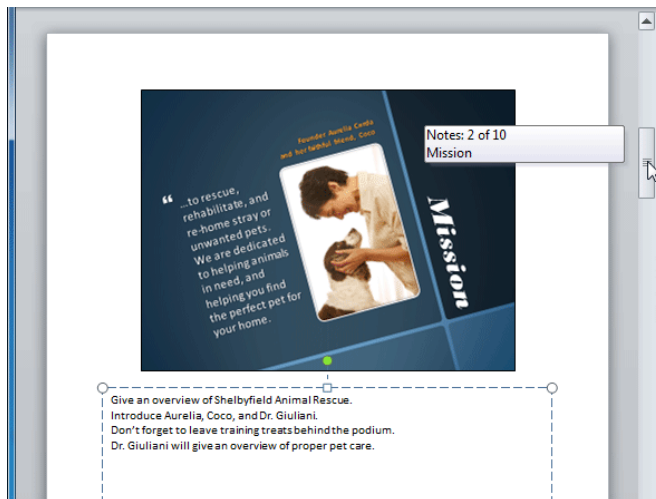 Founder Aurelia Cerda
and her faithful friend, Coco
Notes: 2 of 10
Mission
“ ...to rescue,
rehabilitate, and
re-home stray or
unwanted pets.
We are dedicated
to helping animals
in need, and
helping you find
the perfect pet for
your home.
Mission
Give an overview of Shelbyfield Animal Rescue.
Introduce Aurelia, Coco, and Dr. Giuliani.
Don’t forget to leave training treats behind the podium.
Dr. Giuliani will give an overview of proper pet care.